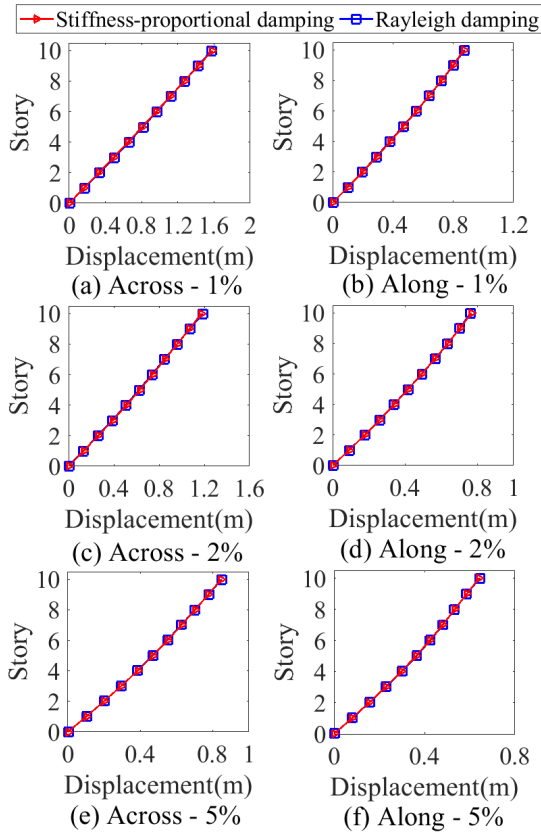 Stiffness-proportional damping Rayleigh damping
10
8
6
4
2
0
Story
0 0.4 0.8 1.2 1.6 2
Displacement(m)
(a) Across - 1%
10
8
6
4
2
0
Story
0 0.4 0.8 1.2
Displacement(m)
(b) Along - 1%
10
8
6
4
2
0
Story
0 0.4 0.8 1.2 1.6
Displacement(m)
(c) Across - 2%
10
8
6
4
2
0
Story
0 0.4 0.8 1
Displacement(m)
(d) Along - 2%
10
8
6
4
2
0
Story
0 0.4 0.8 1
Displacement(m)
(e) Across - 5%
10
8
6
4
2
0
Story
0 0.4 0.8
Displacement(m)
(f) Along - 5%